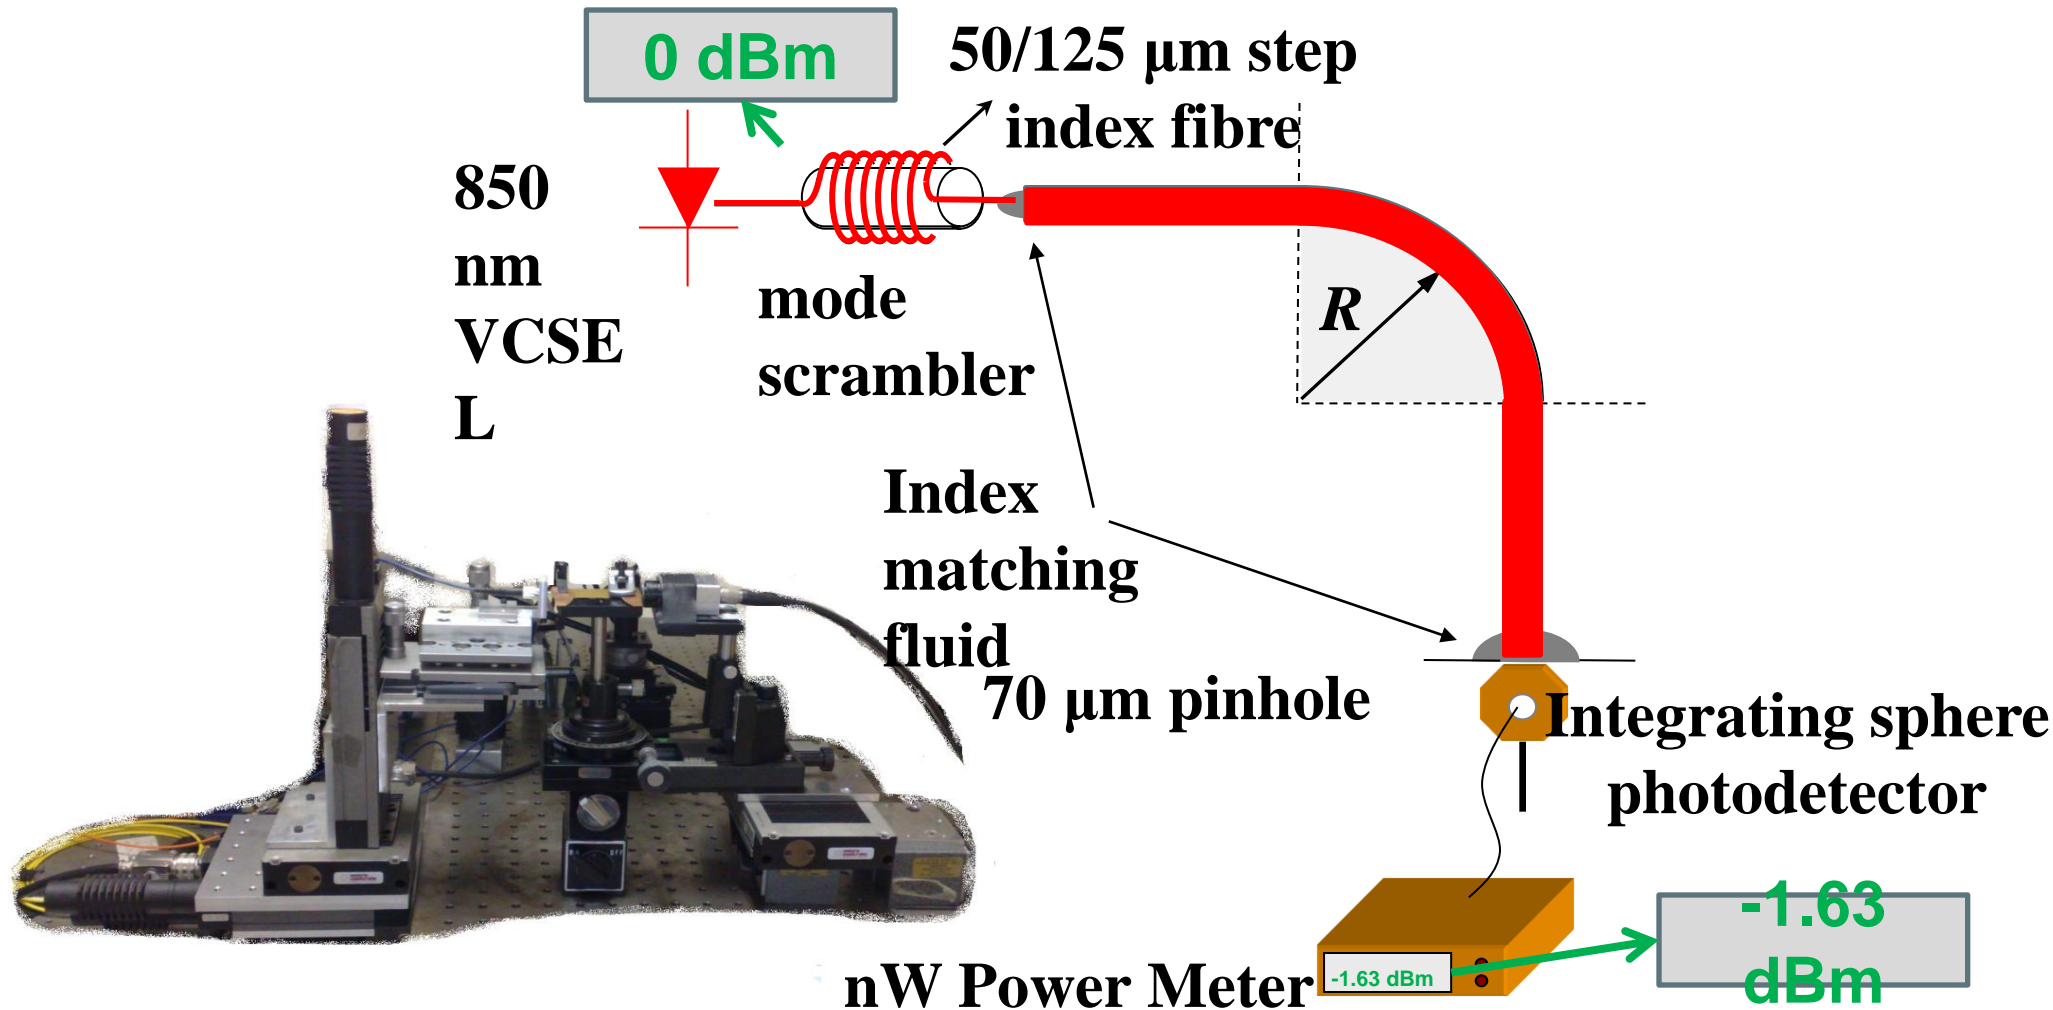 0 dBm
50/125 µm step
index fibre
850
nm
VCSE
L
mode
scrambler
R
Index
matching
fluid
70 µm pinhole
Integrating sphere
photodetector
-1.63
dBm
-1.63 dBm
nW Power Meter